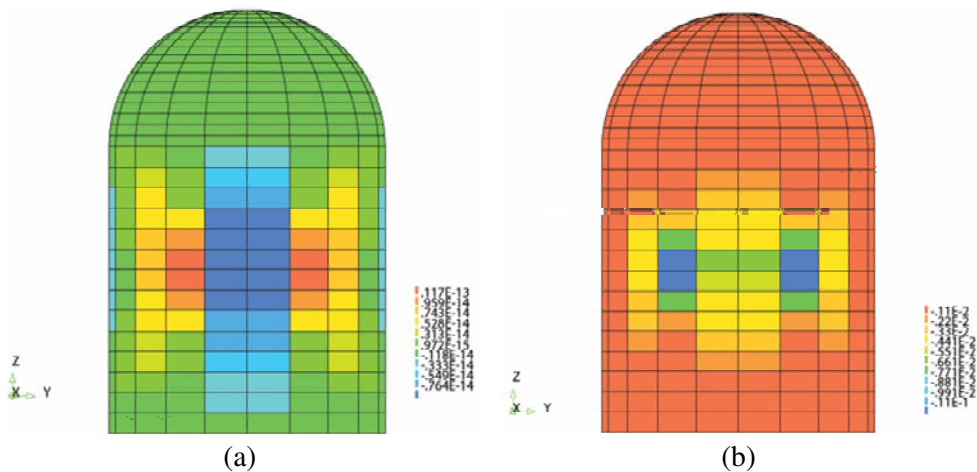 .117E-13
.959E-14
.743E-14
.528E-14
.313E-14
.972E-15
-.118E-14
-.333E-14
-.549E-14
-.764E-14
Z
X Y
(a)
-.11E-2
-.22E-2
-.33E-2
-.441E-2
-.551E-2
-.661E-2
-.771E-2
-.881E-2
-.991E-2
-.11E-1
Z
X Y
(b)